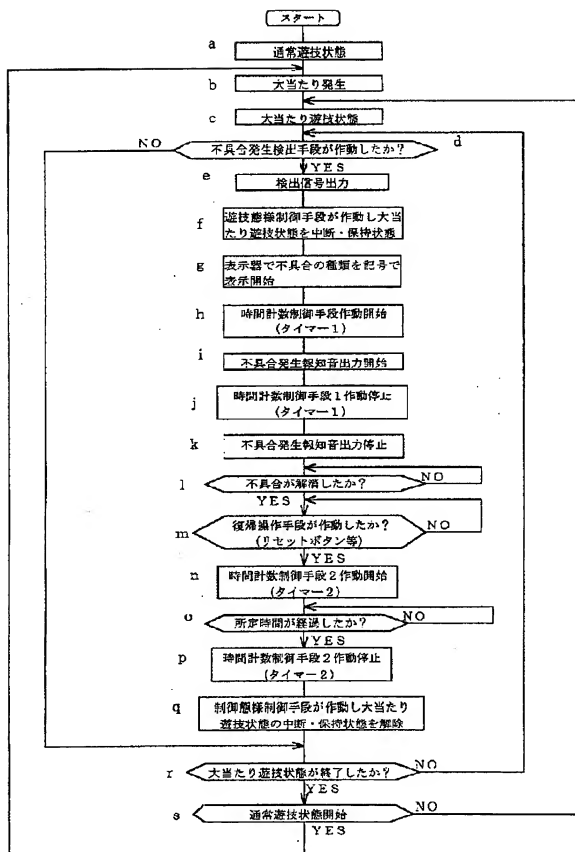 スタート
a
通常遊技状態
b
大当たり発生
c
大当たり遊技状態
NO
不具合発生検出手段が作動したか?
d
YES
e
検出信号出力
f
遊技態様制御手段が作動し大当
たり遊技状態を中断・保持状態
g
表示器で不具合の種類を記号で
表示開始
h
時間計数制御手段作動開始
(タイマー1)
i
不具合発生報知音出力開始
j
時間計数制御手段1作動停止
(タイマー1)
k
不具合発生報知音出力停止
l
不具合が解消したか?
NO
YES
m
復帰操作手段が作動したか?
(リセットボタン等)
NO
YES
n
時間計数制御手段2作動開始
(タイマー2)
o
所定時間が経過したか?
NO
YES
p
時間計数制御手段2作動停止
(タイマー2)
q
制御態様制御手段が作動し大当たり
遊技状態の中断・保持状態を解除
r
大当たり遊技状態が終了したか?
NO
YES
s
通常遊技状態開始
NO
YES